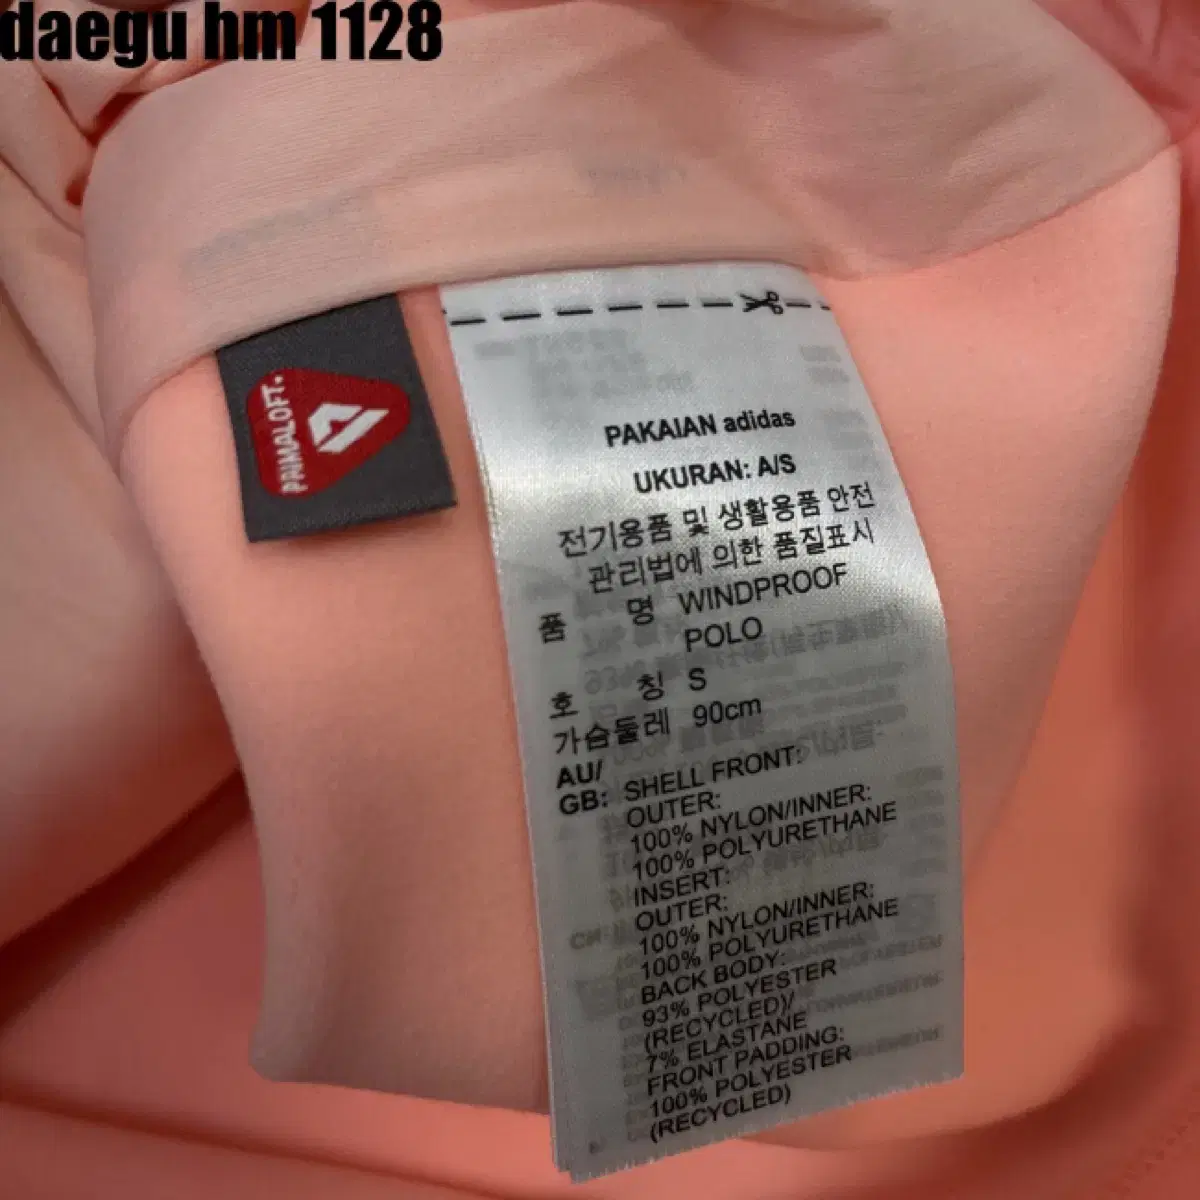 daegu hm 1128
PRIMALOFT.
PAKAIAN adidas
UKURAN: A/S
전기용품 및 생활용품 안전
관리법에 의한 품질표시
품 명 WINDPROOF
POLO
호 칭 S
가슴둘레 90cm
AU/
GB: SHELL FRONT:
OUTER:
100% NYLON/INNER:
100% POLYURETHANE
INSERT:
OUTER:
100% NYLON/INNER:
100% POLYURETHANE
BACK BODY:
93% POLYESTER
(RECYCLED)/
7% ELASTANE
FRONT PADDING:
100% POLYESTER
(RECYCLED)